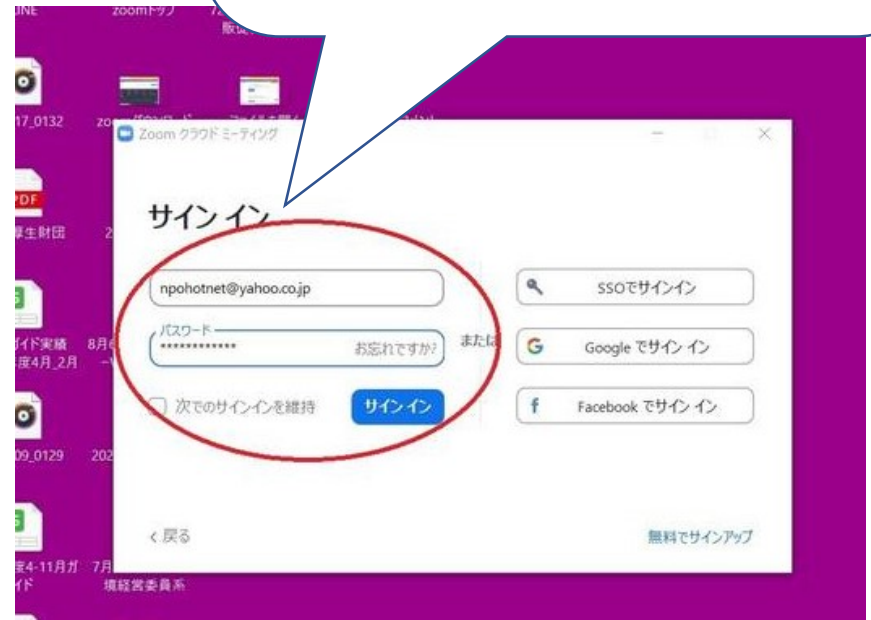 zoomトップ
17_0132
Zoom クラウド ミーティング
サイン イン
npohotnet@yahoo.co.jp
パスワード
************
お忘れですか?
次でのサインインを維持
サイン イン
または
SSOでサインイン
Google でサイン イン
Facebook でサイン イン
戻る
無料でサインアップ
PDF
厚生財団
イド実績
度4月_2月
09_0129
202
度4-11月ガ
イド
7月
境経営委員系